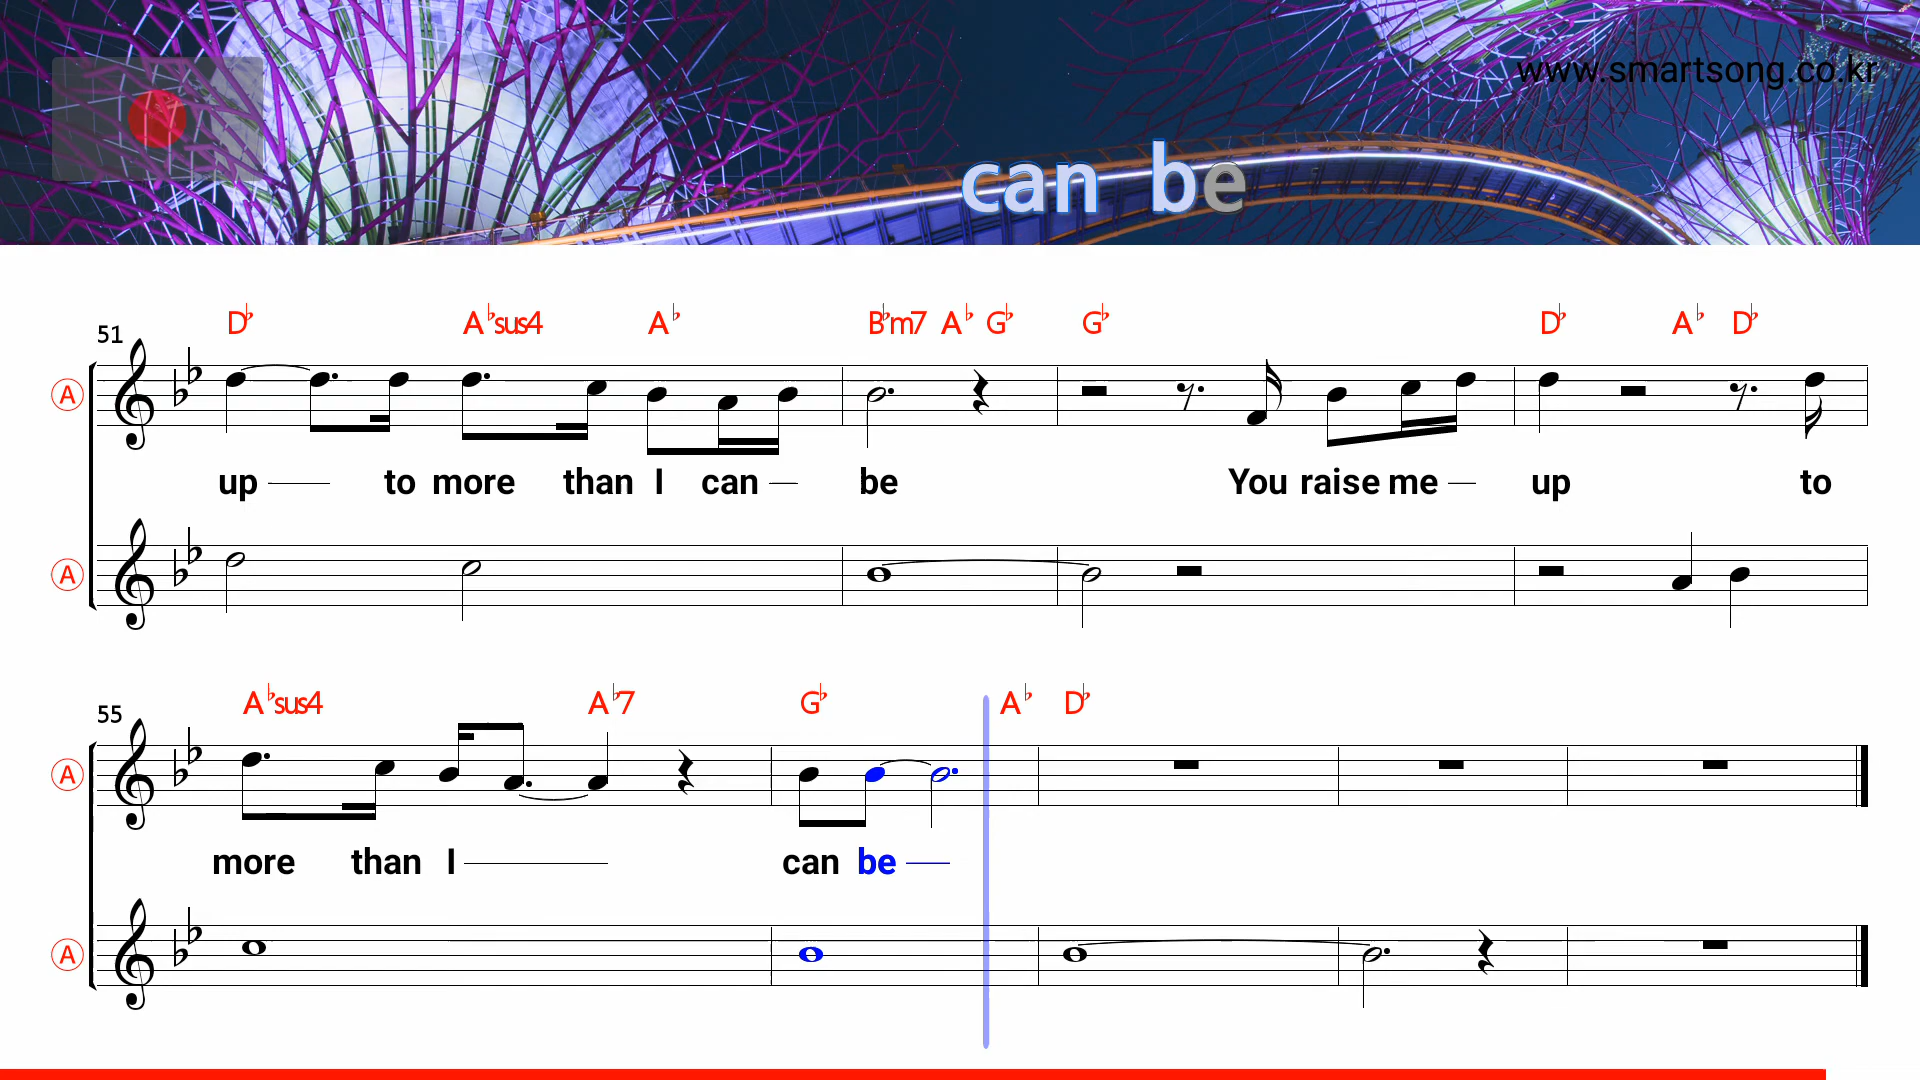 www.smartsong.co.kr
can be
51
D♭ A♭sus4 A♭ B♭m7 A♭ G♭ G♭ D♭ A♭ D♭
A
up to more than I can be You raise me up to
A
55
A♭sus4 A♭7 G♭ A♭ D♭
A
more than I can be
A